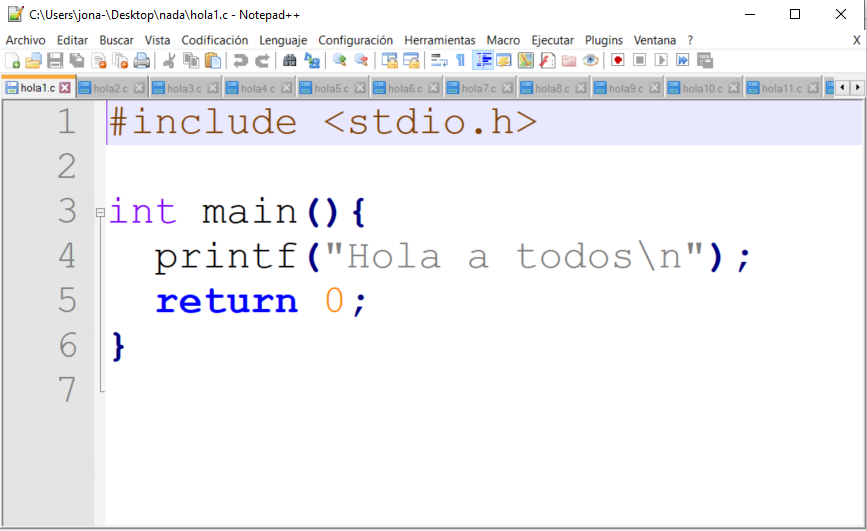 C:\Users\jona-\Desktop\nada\hola1.c - Notepad++
Archivo Editar Buscar Vista Codificación Lenguaje Configuración Herramientas Macro Ejecutar Plugins Ventana ? X
hola1.c hola2.c hola3.c hola4.c hola5.c hola6.c hola7.c hola8.c hola9.c hola10.c hola11.c
1 #include <stdio.h>
2
3 int main(){
4 printf("Hola a todos\n");
5 return 0;
6 }
7